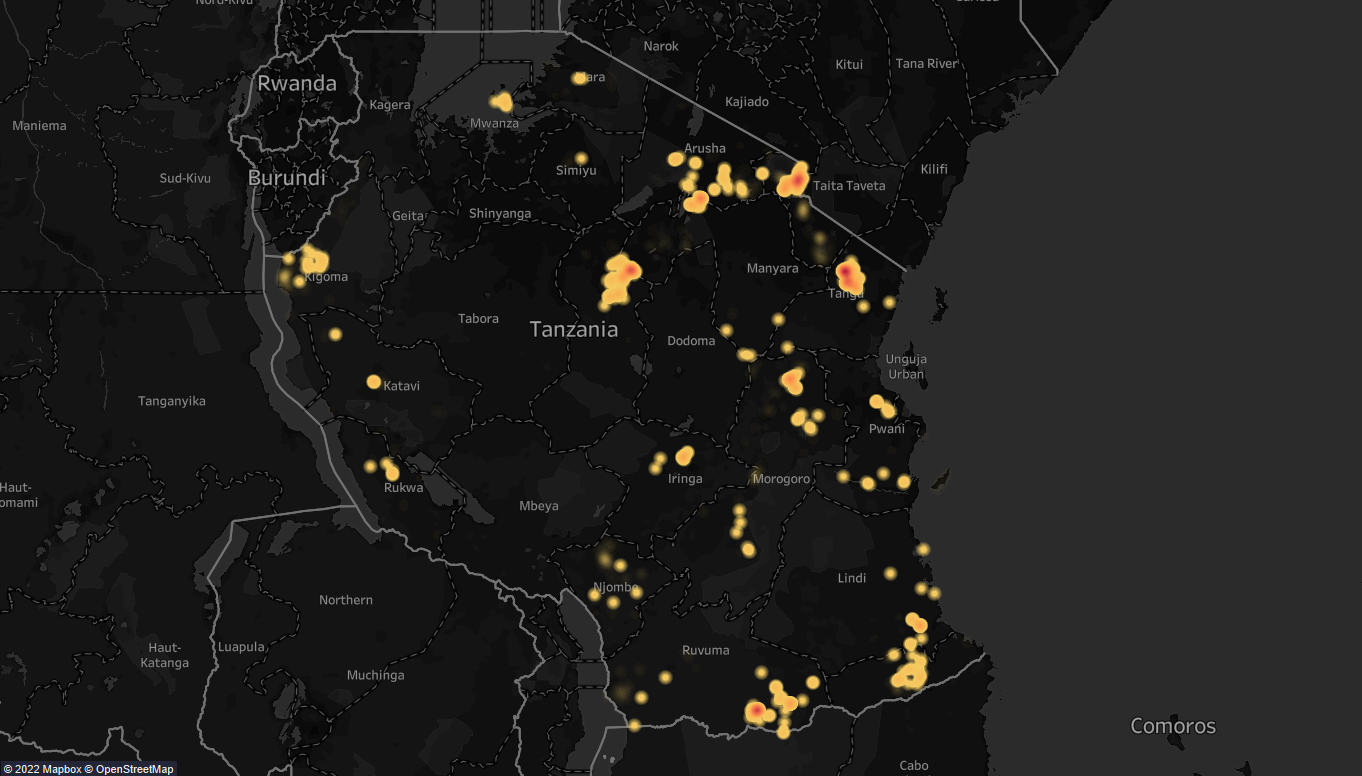 Nord-Kivu
Garissa
Narok
Kitui
Tana River
Rwanda
Mara
Kagera
Kajiado
Maniema
Mwanza
Arusha
Simiyu
Kilifi
Sud-Kivu
Burundi
Taita Taveta
Geita
Shinyanga
Manyara
Kigoma
Tanga
Tabora
Tanzania
Dodoma
Unguja
Urban
Katavi
Tanganyika
Pwani
Iringa
Morogoro
Rukwa
Haut-
omami
Mbeya
Lindi
Njombe
Northern
Haut-
Katanga
Luapula
Ruvuma
Muchinga
Comoros
Cabo
© 2022 Mapbox © OpenStreetMap